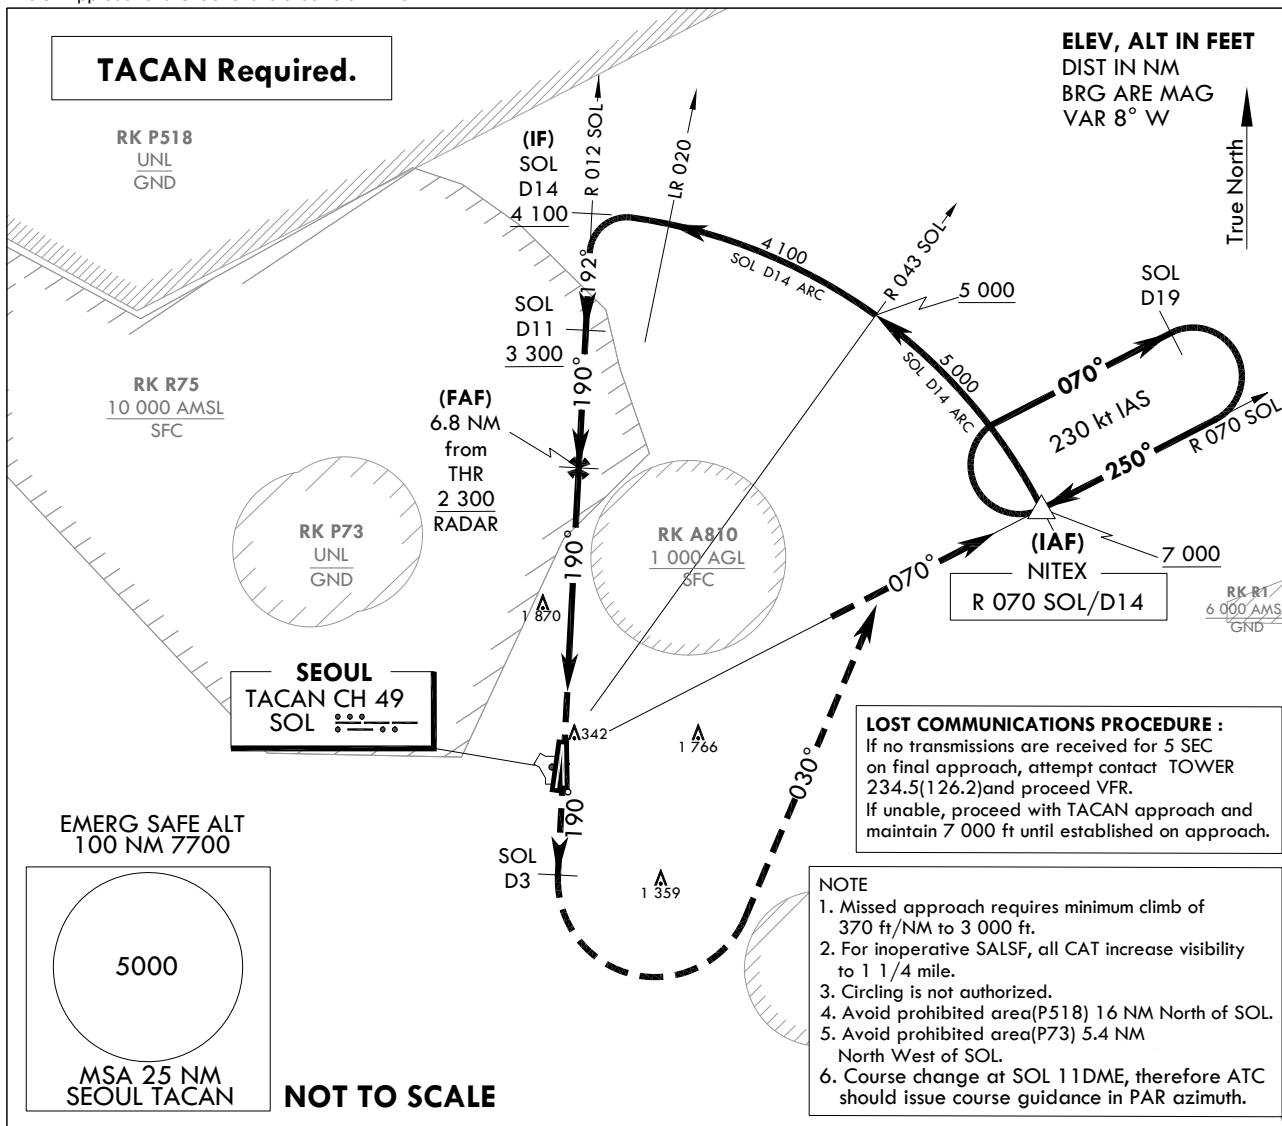 TACAN Required.
ELEV, ALT IN FEET
DIST IN NM
BRG ARE MAG
VAR 8° W
True North
RK P518
UNL
GND
(IF)
SOL
D14
4 100
R 012 SOL
LR 020
4 100
SOL D14 ARC
R 043 SOL
5 000
SOL
D19
192°
SOL
D11
3 300
5 000
SOL D14 ARC
070°
230 kt IAS
R 070 SOL
250°
RK R75
10 000 AMSL
SFC
190°
(FAF)
6.8 NM
from
THR
2 300
RADAR
RK P73
UNL
GND
RK A810
1 000 AGL
SFC
190°
070°
(IAF)
NITEX
R 070 SOL/D14
7 000
RK R1
6 000 AMS
GND
1 870
SEOUL
TACAN CH 49
SOL
342
1 766
030°
190°
SOL
D3
1 359
LOST COMMUNICATIONS PROCEDURE :
If no transmissions are received for 5 SEC
on final approach, attempt contact TOWER
234.5(126.2)and proceed VFR.
If unable, proceed with TACAN approach and
maintain 7 000 ft until established on approach.
EMERG SAFE ALT
100 NM 7700
5000
MSA 25 NM
SEOUL TACAN
NOT TO SCALE
NOTE
1. Missed approach requires minimum climb of
370 ft/NM to 3 000 ft.
2. For inoperative SALSF, all CAT increase visibility
to 1 1/4 mile.
3. Circling is not authorized.
4. Avoid prohibited area(P518) 16 NM North of SOL.
5. Avoid prohibited area(P73) 5.4 NM
North West of SOL.
6. Course change at SOL 11DME, therefore ATC
should issue course guidance in PAR azimuth.